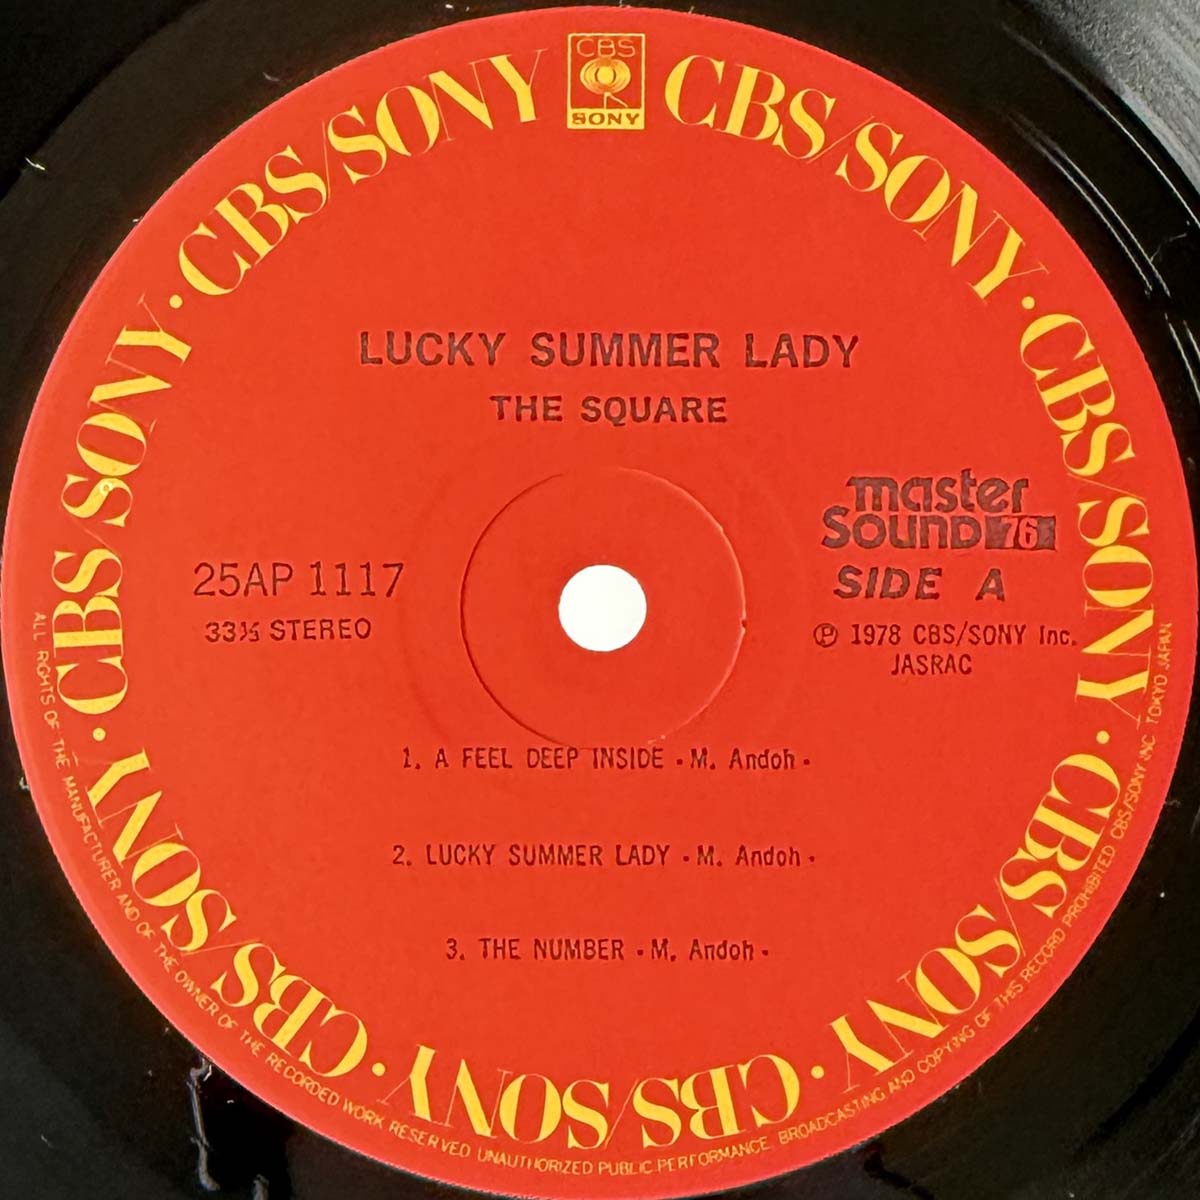 CBS
SONY
CBS/SONY · CBS/SONY · CBS/SONY · CBS/SONY · CBS/SONY · CBS/SONY · CBS/SONY · CBS/SONY
LUCKY SUMMER LADY
THE SQUARE
master
Sound 76
25AP 1117
SIDE A
33⅓ STEREO
Ⓟ 1978 CBS/SONY Inc.
JASRAC
1. A FEEL DEEP INSIDE · M. Andoh ·
2. LUCKY SUMMER LADY · M. Andoh ·
3. THE NUMBER · M. Andoh ·
ALL RIGHTS OF THE MANUFACTURER AND OF THE OWNER OF THE RECORDED WORK RESERVED UNAUTHORIZED PUBLIC PERFORMANCE BROADCASTING AND COPYING OF THIS RECORD PROHIBITED CBS/SONY INC TOKYO JAPAN